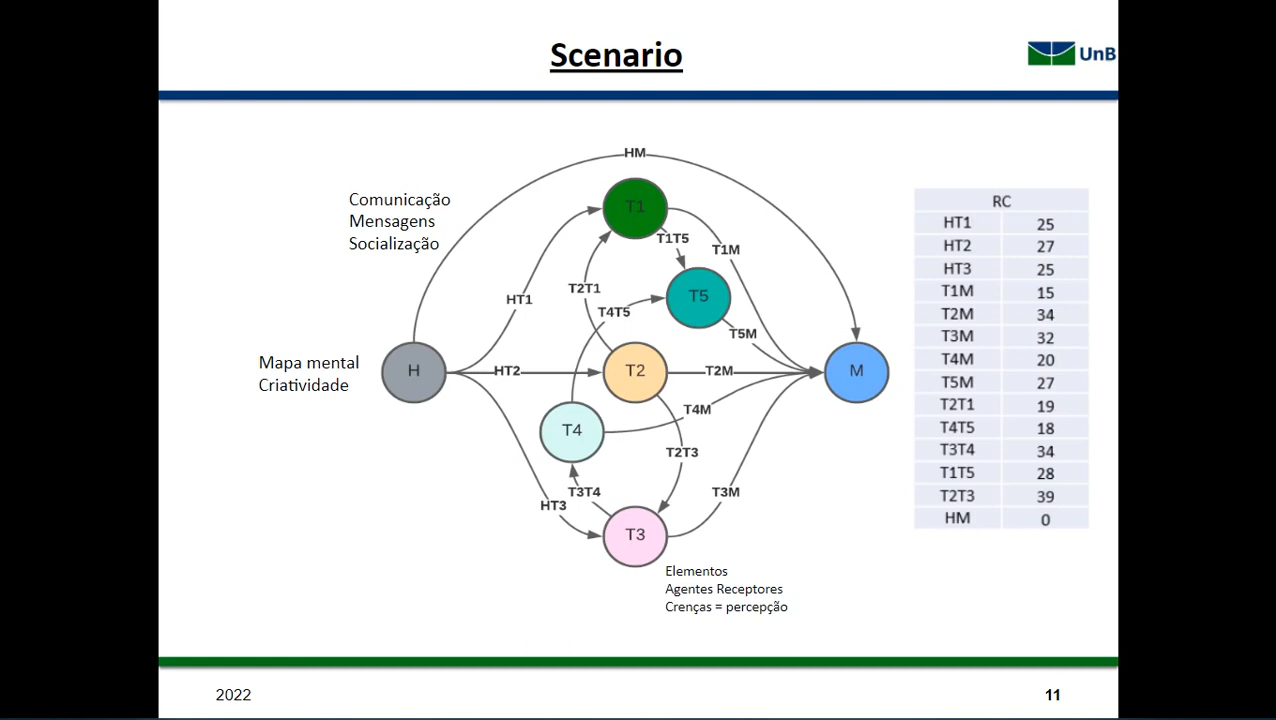 Scenario
UnB
Comunicação
Mensagens
Socialização
Mapa mental
Criatividade
HM
T1
T1T5
T1M
T2T1
HT1
T5
T4T5
T5M
H
HT2
T2
T2M
M
T4
T4M
T2T3
T3T4
HT3
T3M
T3
Elementos
Agentes Receptores
Crenças = percepção
RC
HT1 25
HT2 27
HT3 25
T1M 15
T2M 34
T3M 32
T4M 20
T5M 27
T2T1 19
T4T5 18
T3T4 34
T1T5 28
T2T3 39
HM 0
2022
11